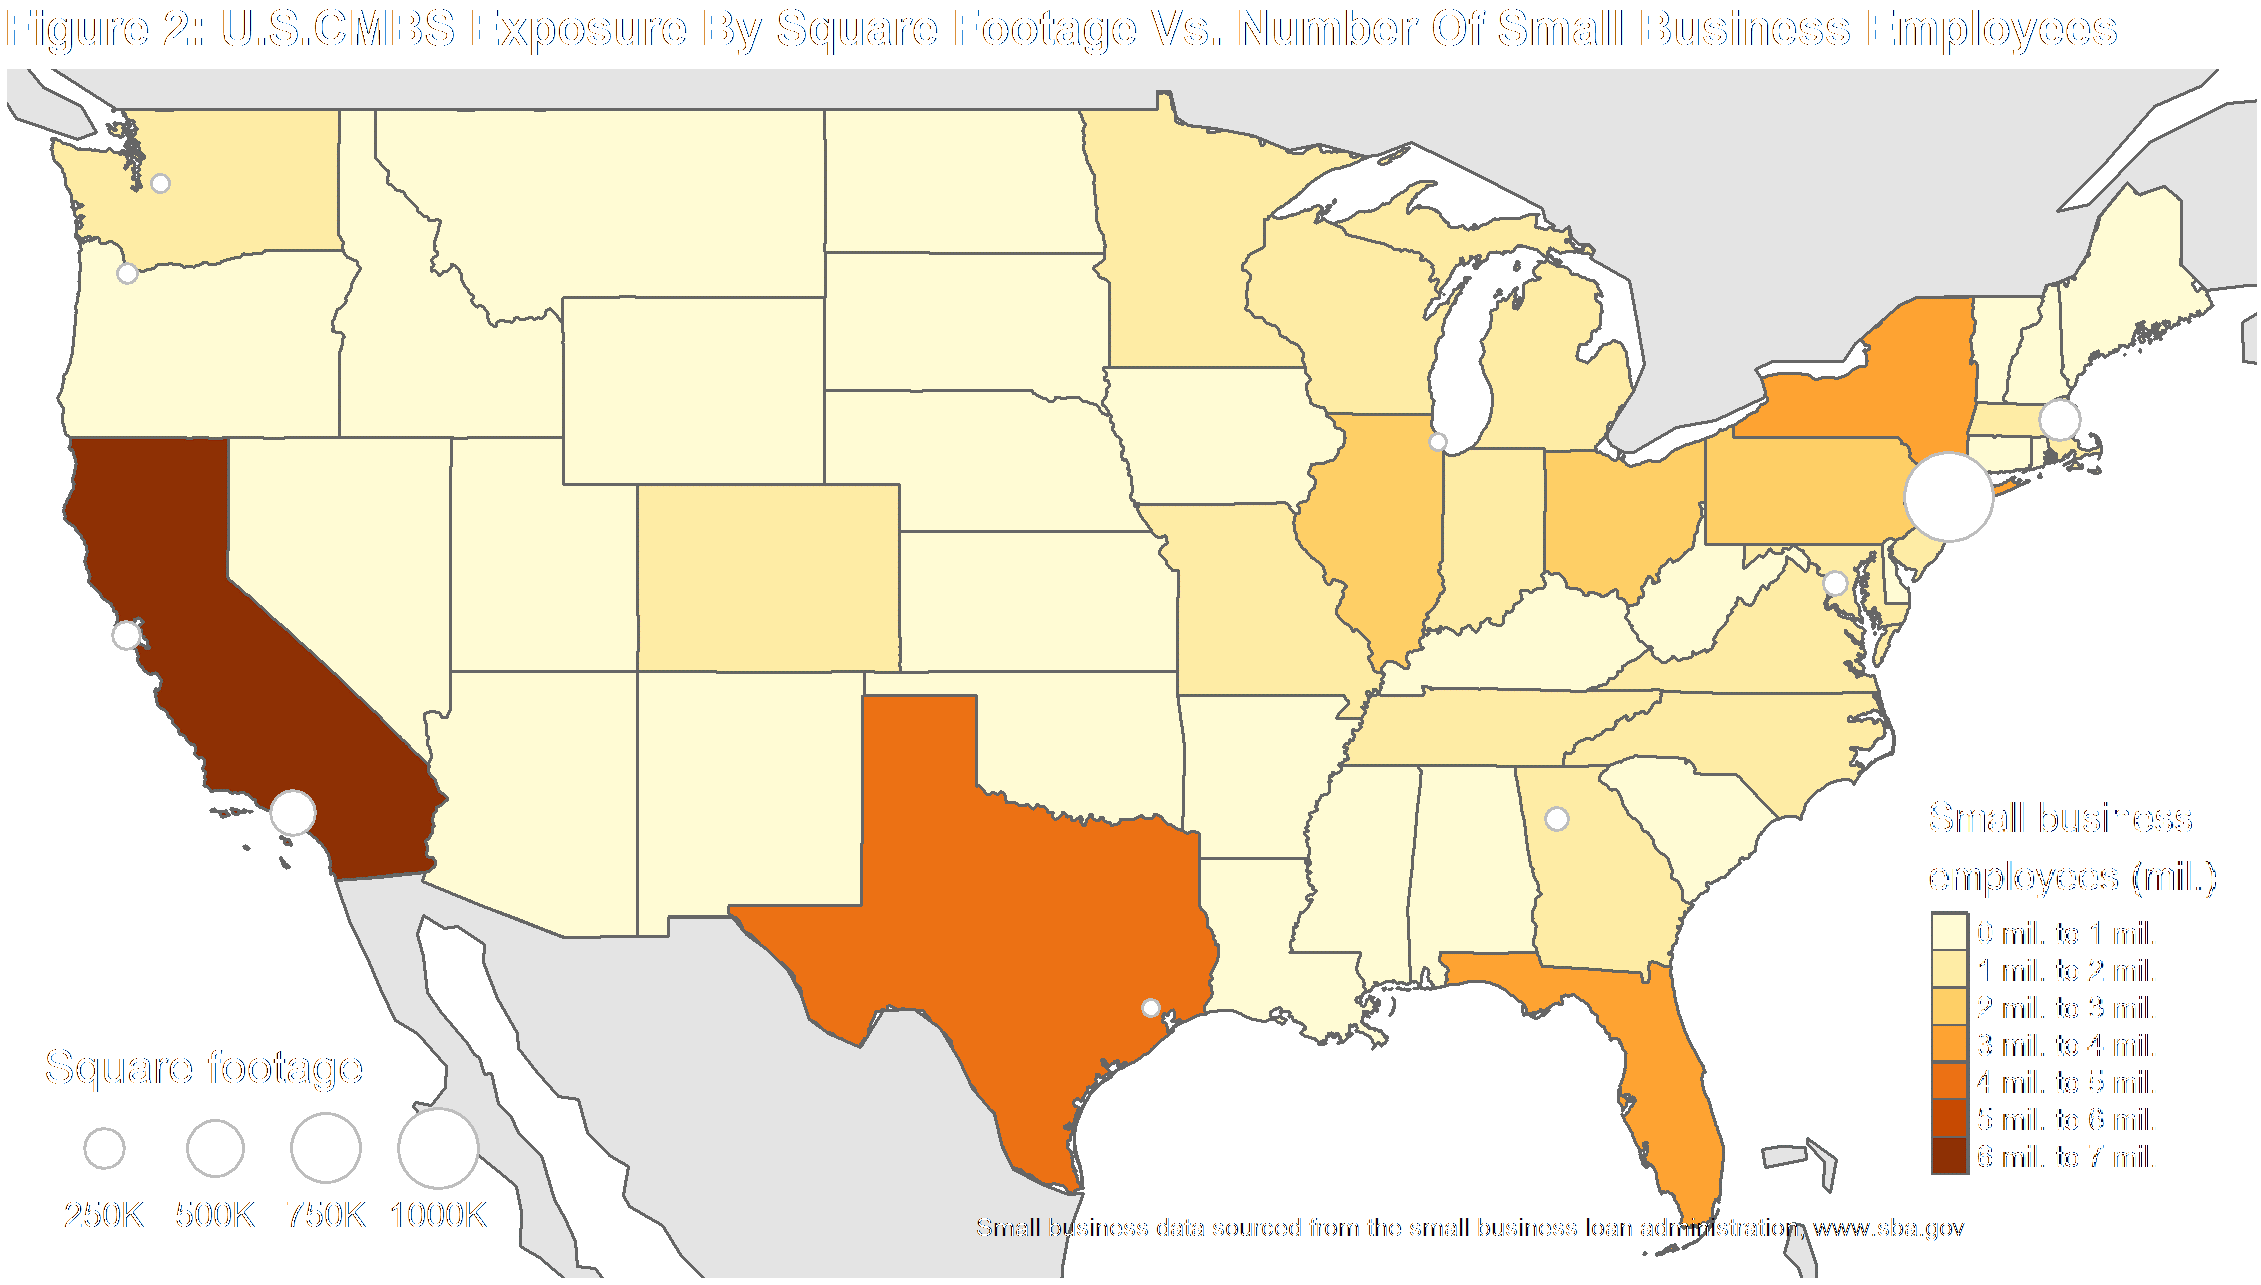 Figure 2: U.S.CMBS Exposure By Square Footage Vs. Number Of Small Business Employees
Small business
employees (mil.)
0 mil. to 1 mil.
1 mil. to 2 mil.
2 mil. to 3 mil.
3 mil. to 4 mil.
4 mil. to 5 mil.
5 mil. to 6 mil.
6 mil. to 7 mil.
Square footage
250K 500K 750K 1000K
Small business data sourced from the small business loan administration, www.sba.gov